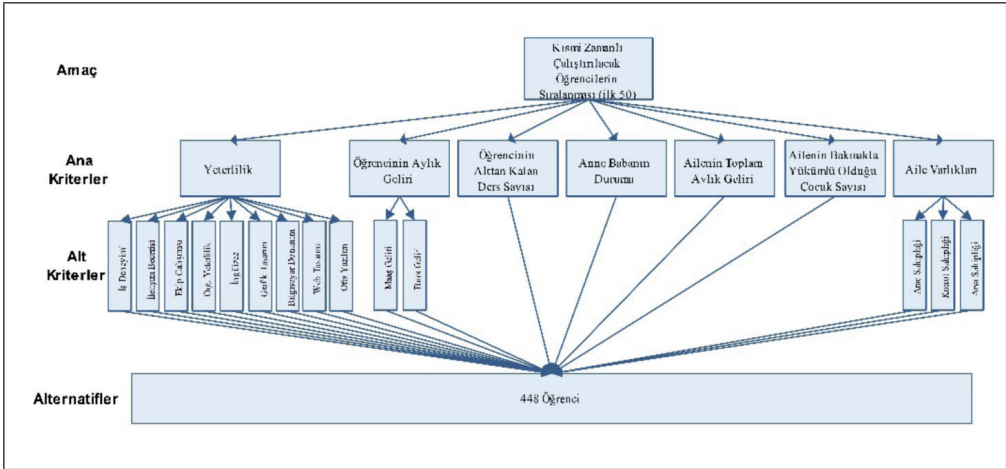 Amaç
Kısmi Zamanlı
Çalıştırılacak
Öğrencilerin
Sıralanması (ilk 50)
Ana
Kriterler
Yeterlilik
Öğrencinin Aylık
Geliri
Öğrencinin
Alttan Kalan
Ders Sayısı
Anne Babanın
Durumu
Ailenin Toplam
Aylık Geliri
Ailenin Bakmakla
Yükümlü Olduğu
Çocuk Sayısı
Aile Varlıkları
Alt
Kriterler
İş Deneyimi
İletişim Becerisi
Ekip Çalışması
Yeterlilik
İngilizce
Grafik Tasarım
Bilgisayar Donanım
Web Tasarım
Ofis Yazılım
Maaş Geliri
Burs Geliri
Sahipliği
Konut Sahipliği
Arsa Sahipliği
Alternatifler
448 Öğrenci